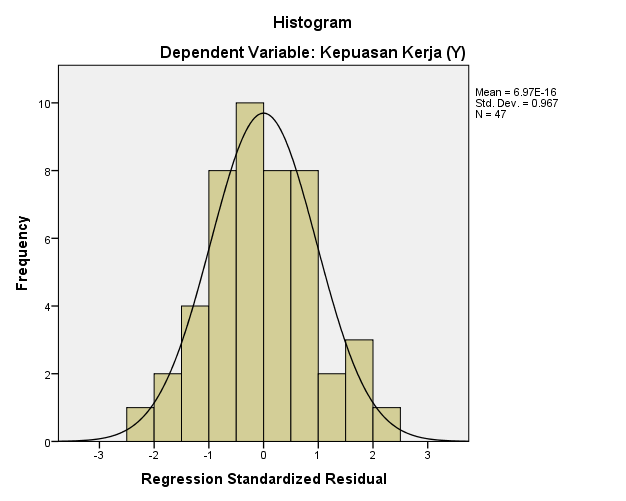 Histogram
Dependent Variable: Kepuasan Kerja (Y)
Mean = 6.97E-16
Std. Dev. = 0.967
N = 47
Frequency
10
8
6
4
2
0
-3 -2 -1 0 1 2 3
Regression Standardized Residual